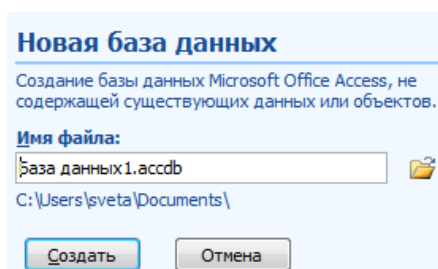 Новая база данных
Создание базы данных Microsoft Office Access, не
содержащей существующих данных или объектов.
Имя файла:
База данных1.accdb
C:\Users\sveta\Documents\
Создать
Отмена